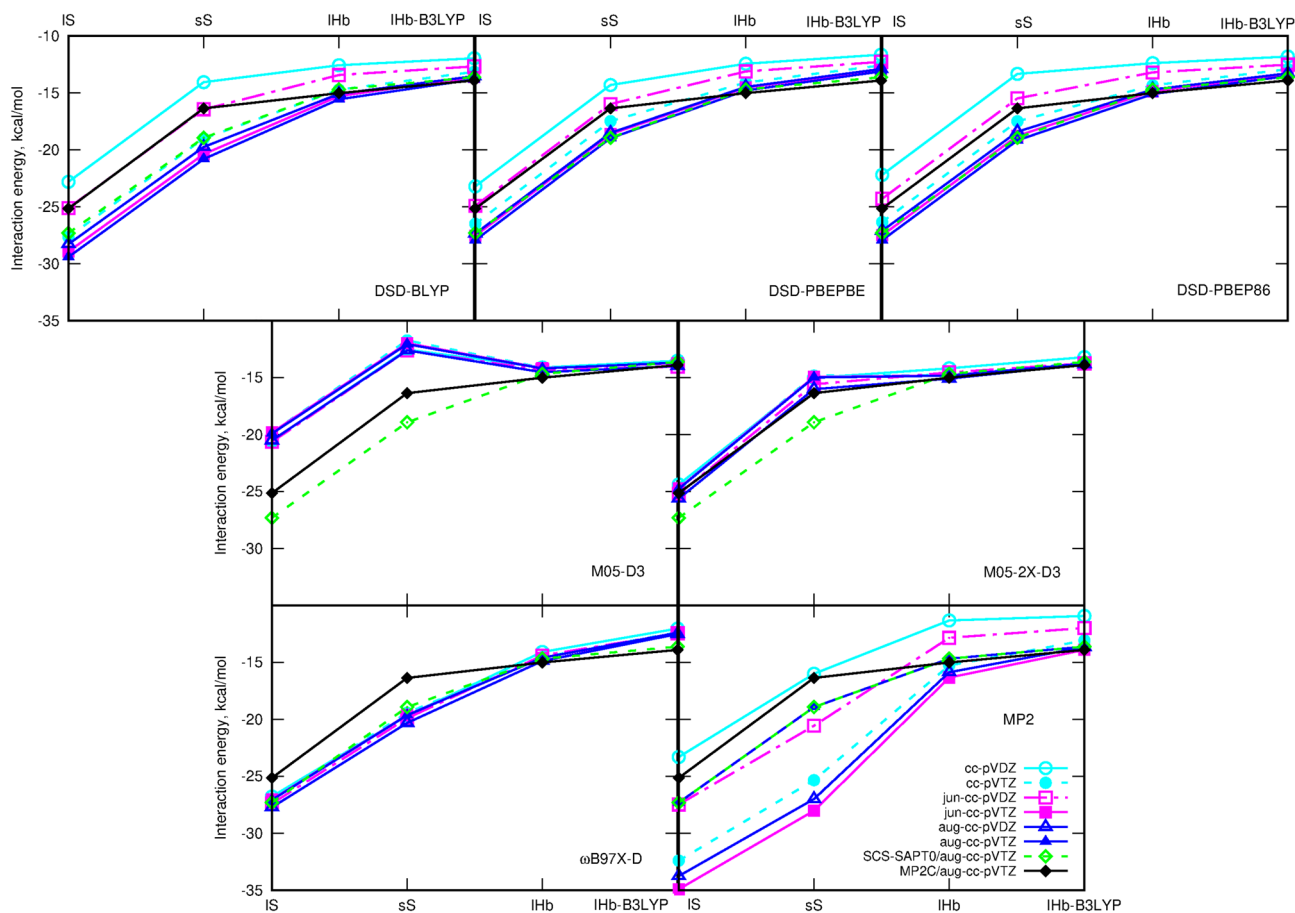 IS sS IHb IHb-B3LYP IS sS IHb IHb-B3LYP IS sS IHb IHb-B3LYP
-10
-15
-20
-25
-30
-35
Interaction energy, kcal/mol
DSD-BLYP DSD-PBEPBE DSD-PBEP86
-15
-20
-25
-30
Interaction energy, kcal/mol
M05-D3 M05-2X-D3
-15
-20
-25
-30
-35
Interaction energy, kcal/mol
ωB97X-D
MP2
cc-pVDZ
cc-pVTZ
jun-cc-pVDZ
jun-cc-pVTZ
aug-cc-pVDZ
aug-cc-pVTZ
SCS-SAPT0/aug-cc-pVTZ
MP2C/aug-cc-pVTZ
IS sS IHb IHb-B3LYP IS sS IHb IHb-B3LYP